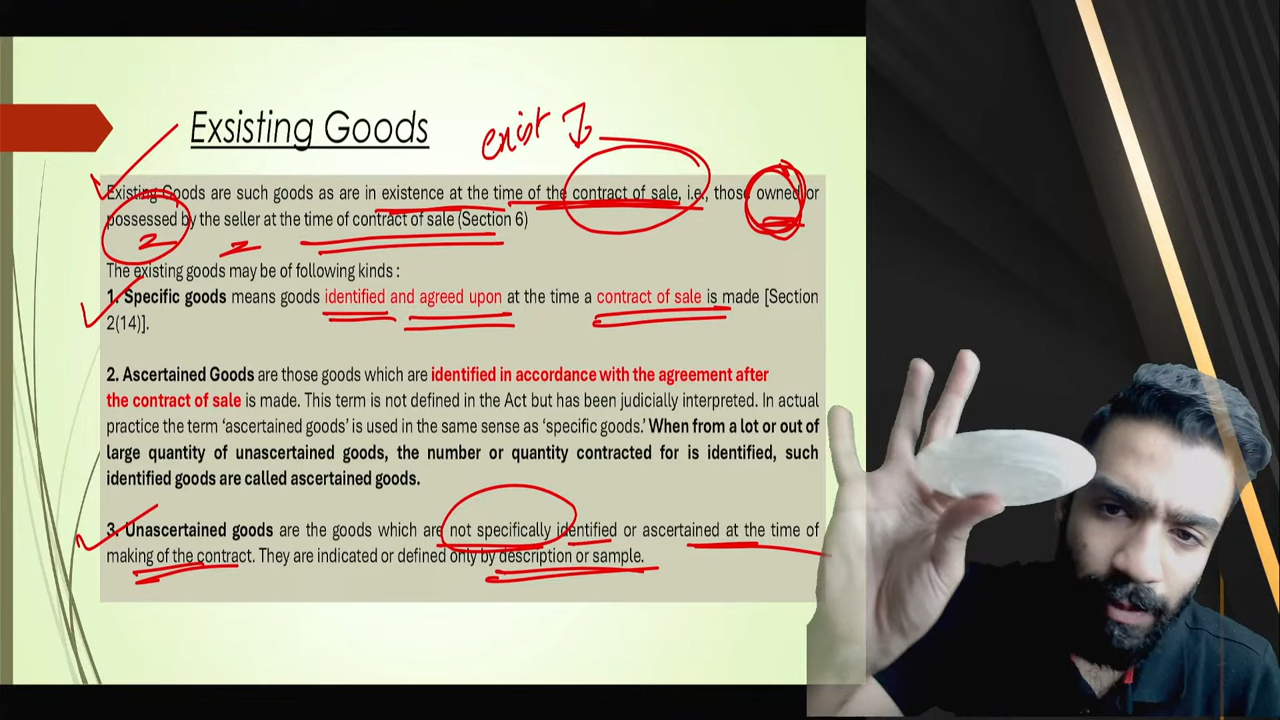 Exsisting Goods
exist
Existing Goods are such goods as are in existence at the time of the contract of sale, i.e., those owned or
possessed by the seller at the time of contract of sale (Section 6)
The existing goods may be of following kinds :
1. Specific goods means goods identified and agreed upon at the time a contract of sale is made [Section
2(14)].
2. Ascertained Goods are those goods which are identified in accordance with the agreement after
the contract of sale is made. This term is not defined in the Act but has been judicially interpreted. In actual
practice the term ‘ascertained goods’ is used in the same sense as ‘specific goods.’ When from a lot or out of
large quantity of unascertained goods, the number or quantity contracted for is identified, such
identified goods are called ascertained goods.
3. Unascertained goods are the goods which are not specifically identified or ascertained at the time of
making of the contract. They are indicated or defined only by description or sample.